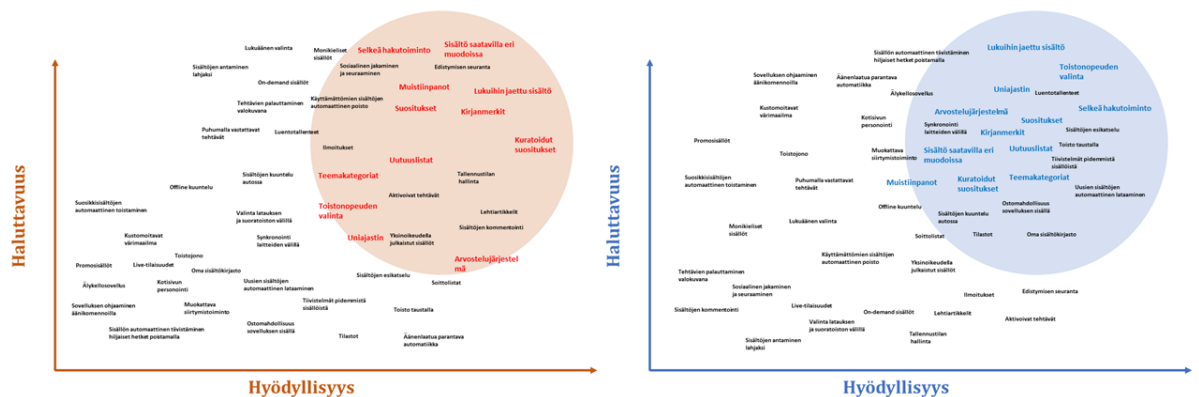 Haluttavuus
Lukuäänen valinta
Monikieliset
sisällöt
Selkeä hakutoiminto
Sisältö saatavilla eri
muodoissa
Sisältöjen antaminen
lahjaksi
Sosiaalinen jakaminen
ja seuraaminen
Edistymisen seuranta
On-demand sisällöt
Muistiinpanot
Lukuihin jaettu sisältö
Tehtävien palauttaminen
valokuvana
Käyttämättömien sisältöjen
automaattinen poisto
Suositukset
Kirjanmerkit
Puhumalla vastattavat
tehtävät
Luentotallenteet
Ilmoitukset
Kuratoidut
suositukset
Uutuuslistat
Offline kuuntelu
Sisältöjen kuuntelu
autossa
Teemakategoriat
Tallennustilan
hallinta
Aktivoivat tehtävät
Suosikkisisältöjen
automaattinen toistaminen
Valinta latauksen
ja suoratoiston välillä
Toistonopeuden
valinta
Lehtiartikkelit
Sisältöjen kommentointi
Kustomoitavat
värimaailma
Synkronointi
laitteiden välillä
Uniajastin
Yksinoikeudella
julkaistut sisällöt
Toistojono
Promosisällöt
Live-tilaisuudet
Oma sisältökirjasto
Arvostelujärjestel
mä
Älykellosovellus
Kotisivun
personointi
Uusien sisältöjen
automaattinen lataaminen
Sisältöjen esikatselu
Soittolistat
Sovelluksen ohjaaminen
äänikomennoilla
Muokattava
siirtymistoiminto
Tiivistelmät pidemmistä
sisällöistä
Toisto taustalla
Sisällön automaattinen tiivistäminen
hiljaiset hetket poistamalla
Ostomahdollisuus
sovelluksen sisällä
Tilastot
Äänenlaatua parantava
automatiikka
Hyödyllisyys
Haluttavuus
Sisällön automaattinen tiivistäminen
hiljaiset hetket poistamalla
Lukuihin jaettu sisältö
Sovelluksen ohjaaminen
äänikomennoilla
Äänenlaatua parantava
automatiikka
Toistonopeuden
valinta
Älykellosovellus
Uniajastin
Luentotallenteet
Kustomoitavat
värimaailma
Kotisivun
personointi
Arvostelujärjestelmä
Selkeä hakutoiminto
Synkronointi
laitteiden välillä
Suositukset
Kirjanmerkit
Sisältöjen esikatselu
Promosisällöt
Toistojono
Muokattava
siirtymistoiminto
Sisältö saatavilla eri
muodoissa
Uutuuslistat
Toisto taustalla
Tiivistelmät pidemmistä
sisällöistä
Suosikkisisältöjen
automaattinen toistaminen
Puhumalla vastattavat
tehtävät
Muistiinpanot
Kuratoidut
suositukset
Teemakategoriat
Uusien sisältöjen
automaattinen lataaminen
Offline kuuntelu
Ostomahdollisuus
sovelluksen sisällä
Monikieliset
sisällöt
Lukuäänen valinta
Sisältöjen kuuntelu
autossa
Soittolistat
Tilastot
Oma sisältökirjasto
Käyttämättömien sisältöjen
automaattinen poisto
Yksinoikeudella
julkaistut sisällöt
Tehtävien palauttaminen
valokuvana
Sosiaalinen jakaminen
ja seuraaminen
Ilmoitukset
Edistymisen seuranta
Sisältöjen kommentointi
Live-tilaisuudet
On-demand sisällöt
Lehtiartikkelit
Aktivoivat tehtävät
Valinta latauksen
ja suoratoiston välillä
Sisältöjen antaminen
lahjaksi
Tallennustilan
hallinta
Hyödyllisyys